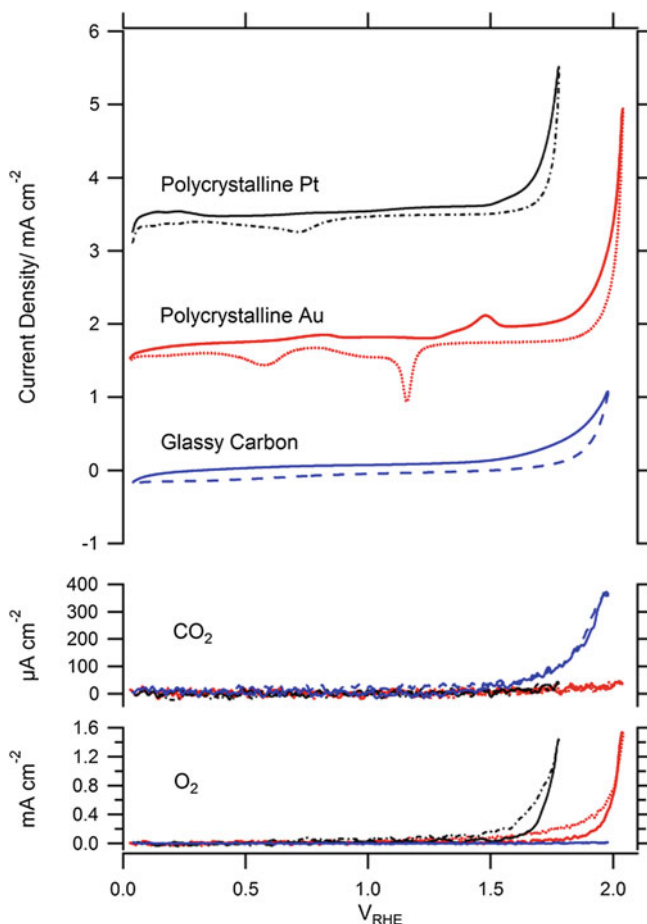 6
5
Polycrystalline Pt
4
3
Polycrystalline Au
2
1
Glassy Carbon
0
-1
Current Density/ mA cm⁻²
400
300
CO₂
200
100
0
µA cm⁻²
1.6
1.2
O₂
0.8
0.4
0.0
mA cm⁻²
0.0 0.5 1.0 1.5 2.0
V_RHE